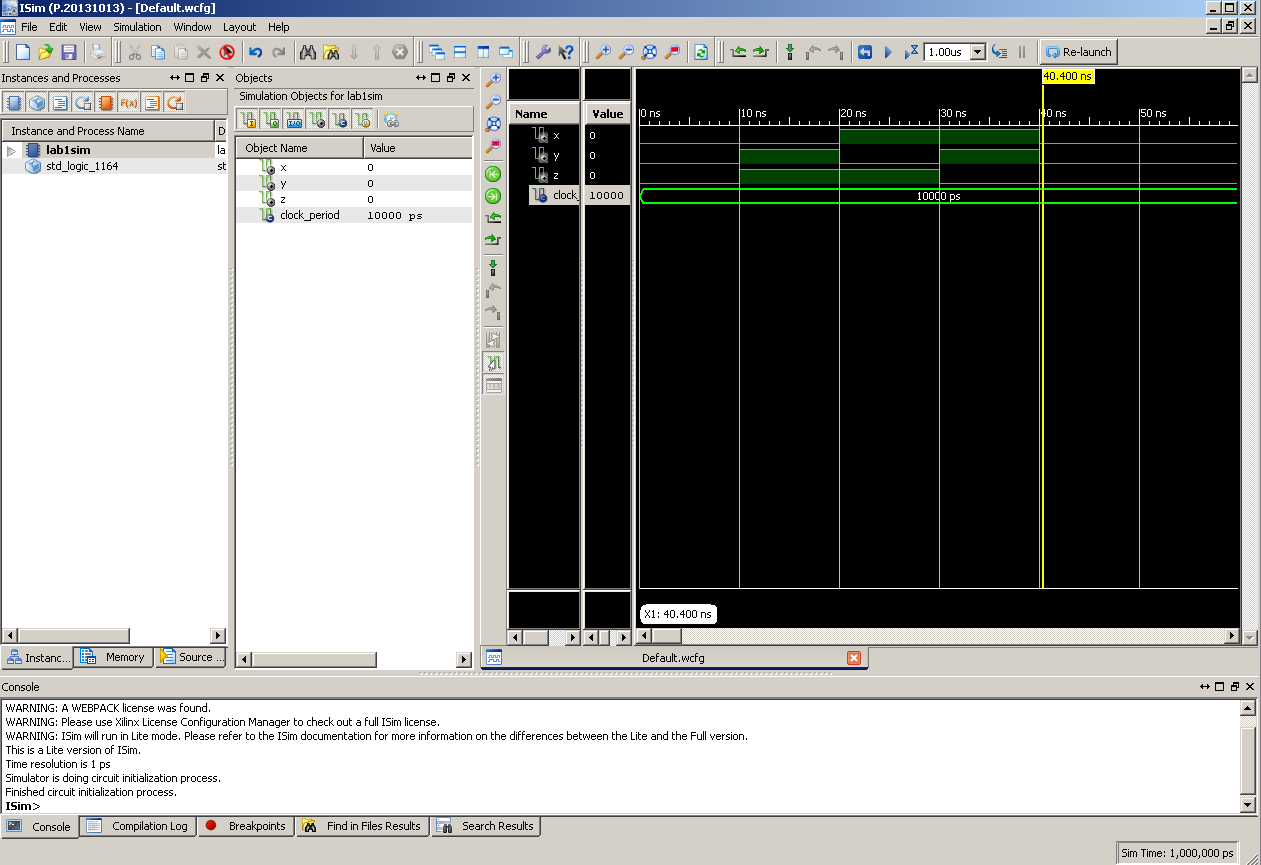 ISim (P.20131013) - [Default.wcfg]
File Edit View Simulation Window Layout Help
1.00us Re-launch
Instances and Processes
Instance and Process Name D
lab1sim la
std_logic_1164 st
Instanc... Memory Source ...
Objects
Simulation Objects for lab1sim
Object Name Value
x 0
y 0
z 0
clock_period 10000 ps
Name Value
x 0
y 0
z 0
clock_ 10000
40.400 ns
0 ns 10 ns 20 ns 30 ns 40 ns 50 ns
10000 ps
X1: 40.400 ns
Default.wcfg
Console
WARNING: A WEBPACK license was found.
WARNING: Please use Xilinx License Configuration Manager to check out a full ISim license.
WARNING: ISim will run in Lite mode. Please refer to the ISim documentation for more information on the differences between the Lite and the Full version.
This is a Lite version of ISim.
Time resolution is 1 ps
Simulator is doing circuit initialization process.
Finished circuit initialization process.
ISim>
Console Compilation Log Breakpoints Find in Files Results Search Results
Sim Time: 1,000,000 ps